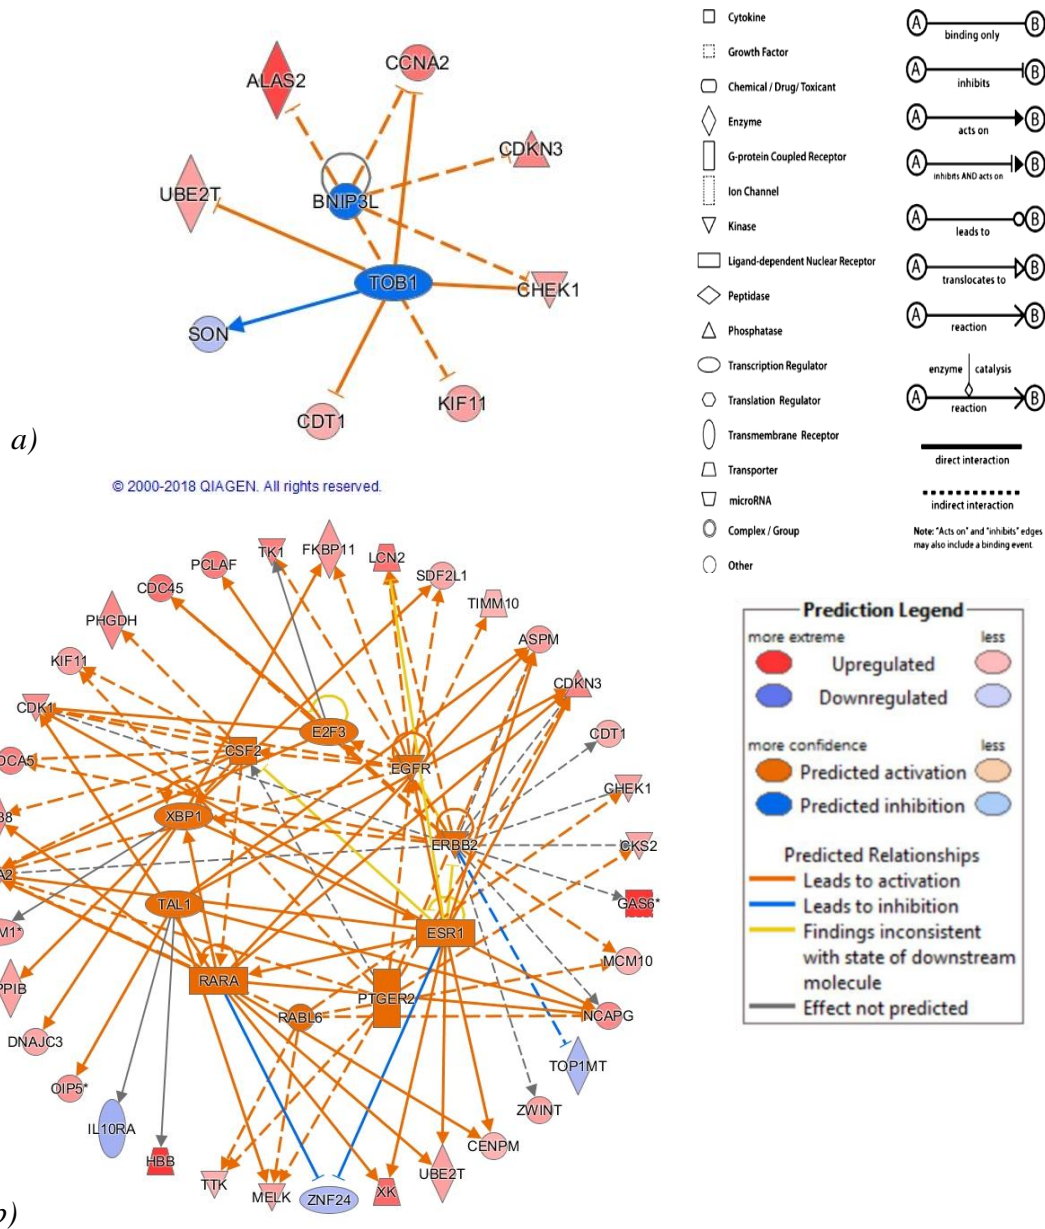 ALAS2
CCNA2
CDKN3
BNIP3L
UBE2T
TOB1
CHEK1
SON
KIF11
CDT1
a)
© 2000-2018 QIAGEN. All rights reserved.
Cytokine
Growth Factor
Chemical / Drug/ Toxicant
Enzyme
G-protein Coupled Receptor
Ion Channel
Kinase
Ligand-dependent Nuclear Receptor
Peptidase
Phosphatase
Transcription Regulator
Translation Regulator
Transmembrane Receptor
Transporter
microRNA
Complex / Group
Other
A B
binding only
A B
inhibits
A B
acts on
A B
inhibits AND acts on
A B
leads to
A B
translocates to
A B
reaction
enzyme catalysis
A B
reaction
direct interaction
indirect interaction
Note: "Acts on" and "inhibits" edges
may also include a binding event.
TK1
FKBP11
LCN2
PCLAF
SDF2L1
CDC45
TIMM10
PHGDH
ASPM
KIF11
CDKN3
CDK1
E2F3
CDT1
CSF2
EGFR
DCA5
CHEK1
XBP1
38
ERBB2
CKS2
A2
TAL1
GAS6*
M1*
ESR1
MCM10
RARA
PPIB
PTGER2
RABL6
NCAPG
DNAJC3
TOP1MT
OIP5*
ZWINT
IL10RA
CENPM
HBB
UBE2T
TTK
MELK
ZNF24
XK
b)
Prediction Legend
more extreme less
Upregulated
Downregulated
more confidence less
Predicted activation
Predicted inhibition
Predicted Relationships
Leads to activation
Leads to inhibition
Findings inconsistent
with state of downstream
molecule
Effect not predicted